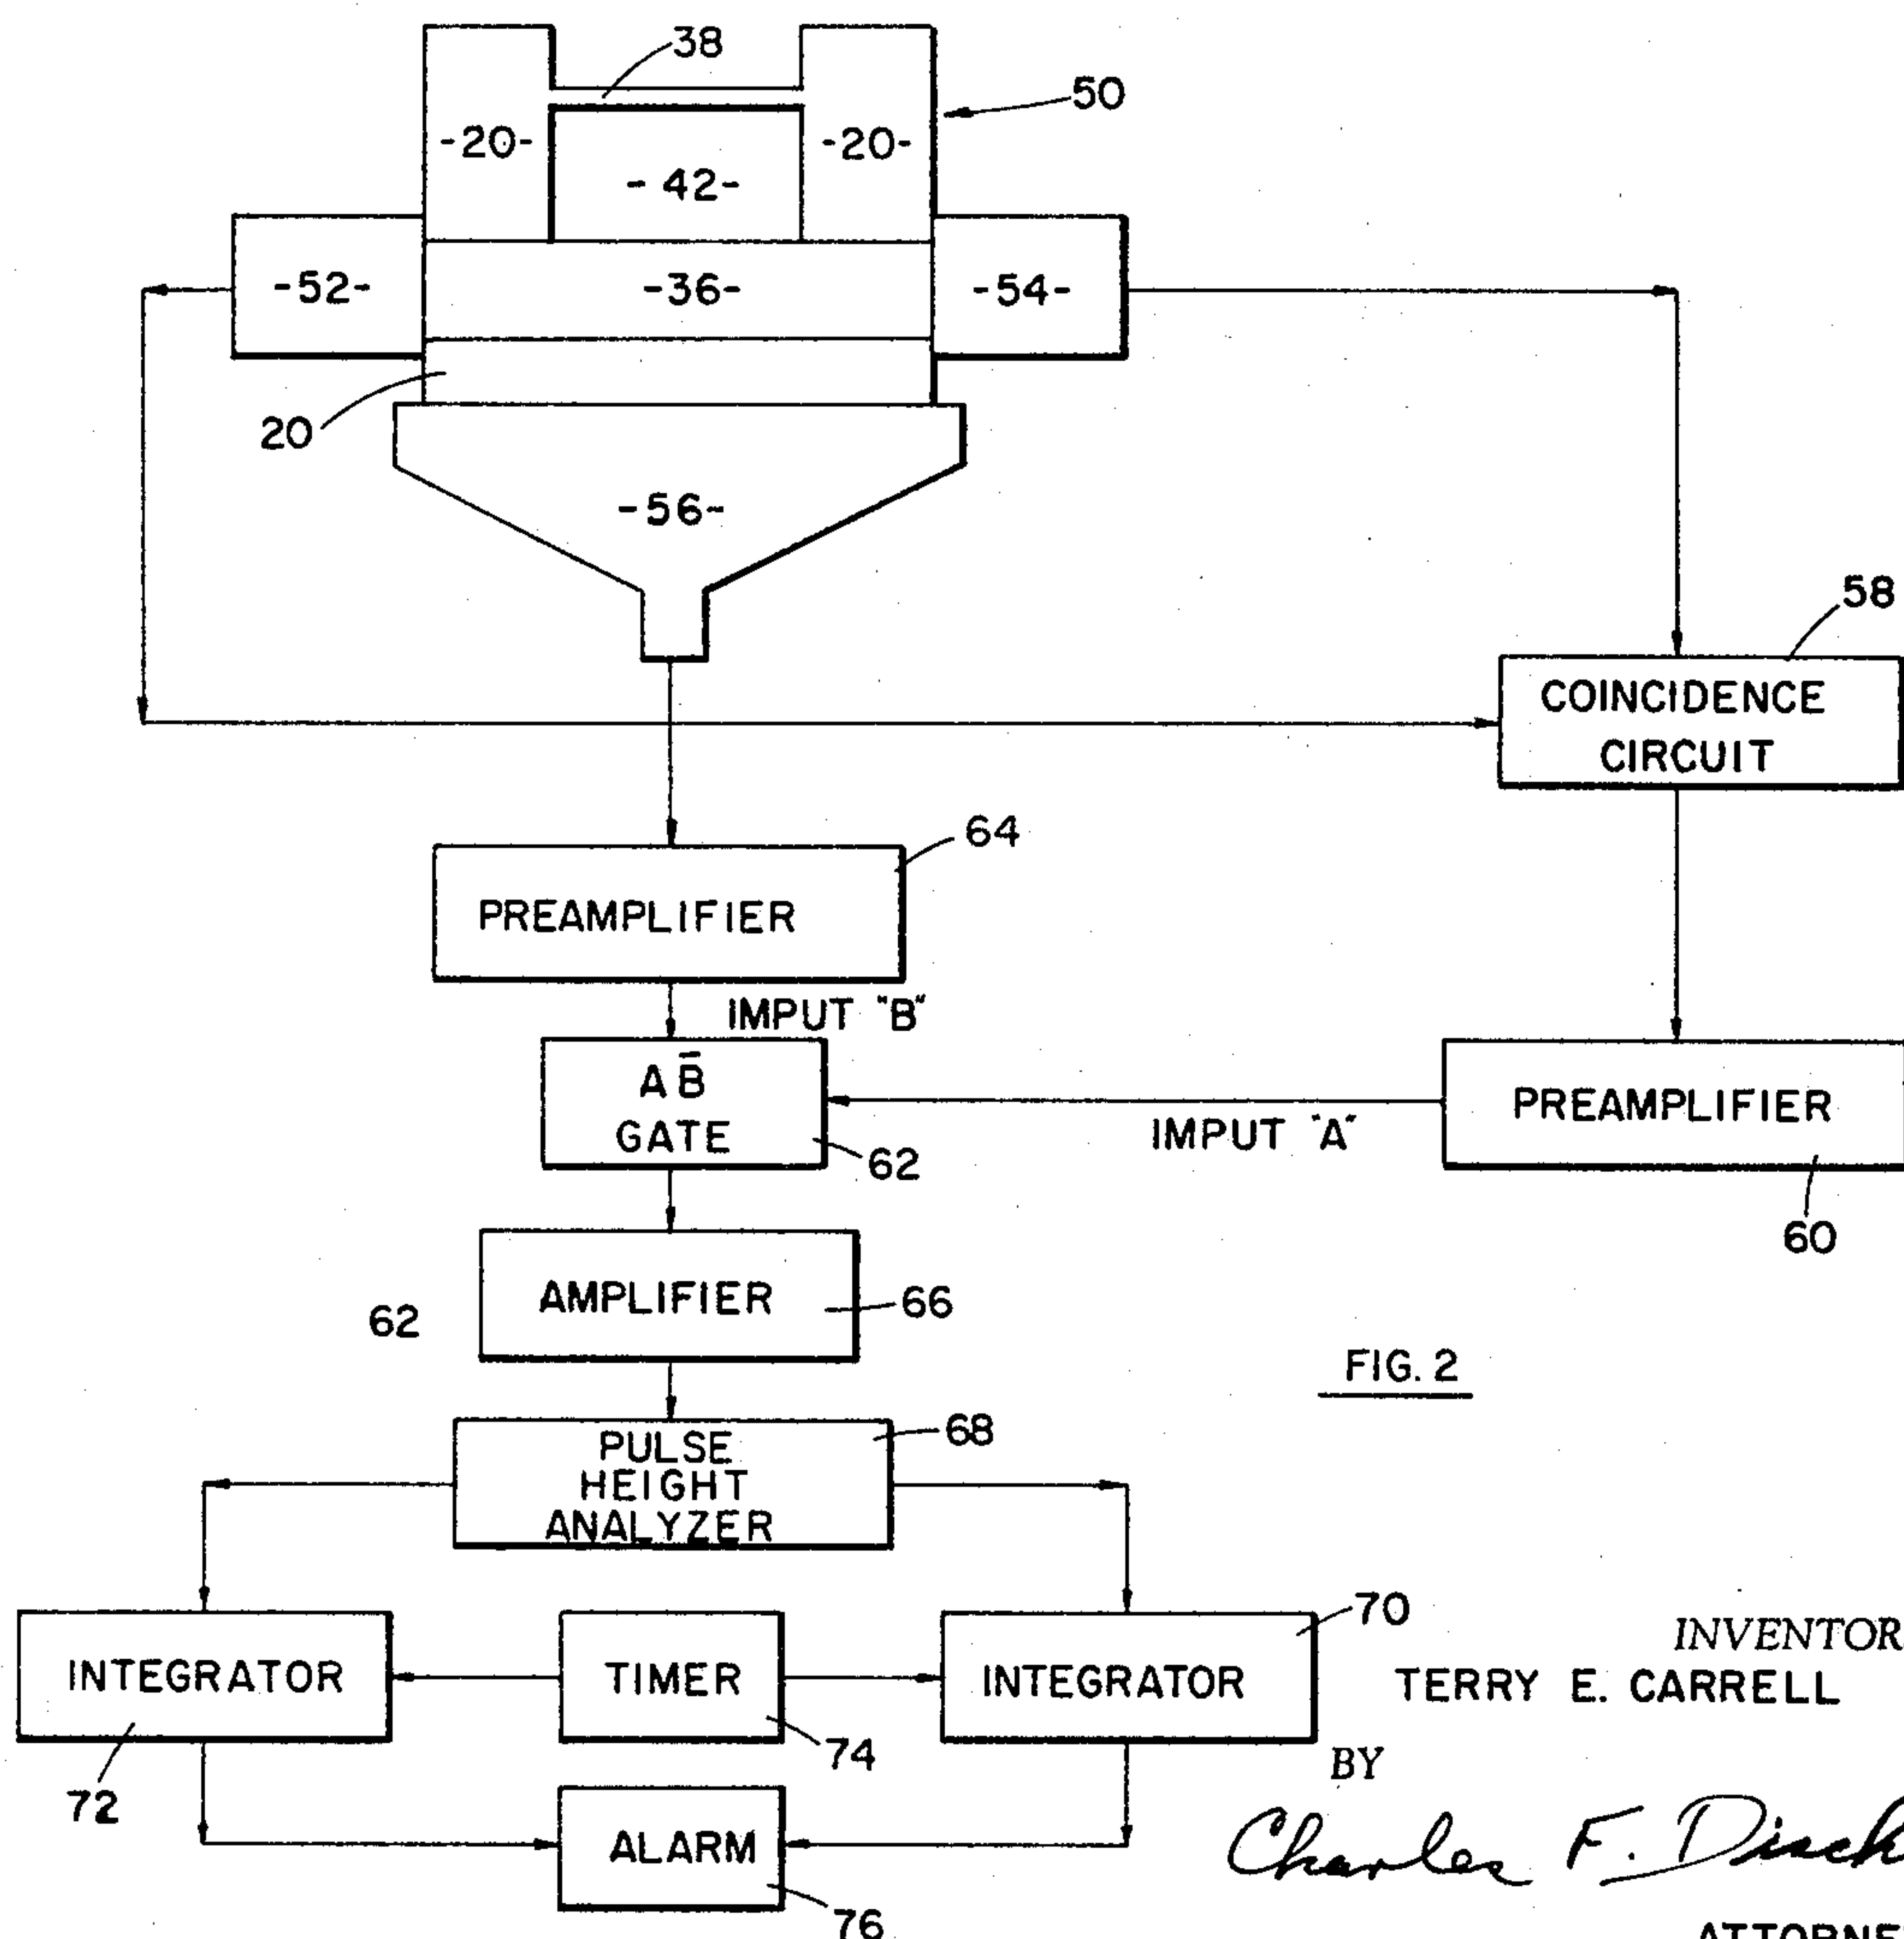 38
50
-20-
-20-
-42-
-52-
-36-
-54-
20
-56-
58
COINCIDENCE
CIRCUIT
64
PREAMPLIFIER
IMPUT "B"
A B̅
GATE
62
IMPUT "A"
PREAMPLIFIER
60
AMPLIFIER
66
62
FIG. 2
68
PULSE
HEIGHT
ANALYZER
70
INTEGRATOR
TIMER
INTEGRATOR
72
74
ALARM
76
INVENTOR
TERRY E. CARRELL
BY
Charles F.